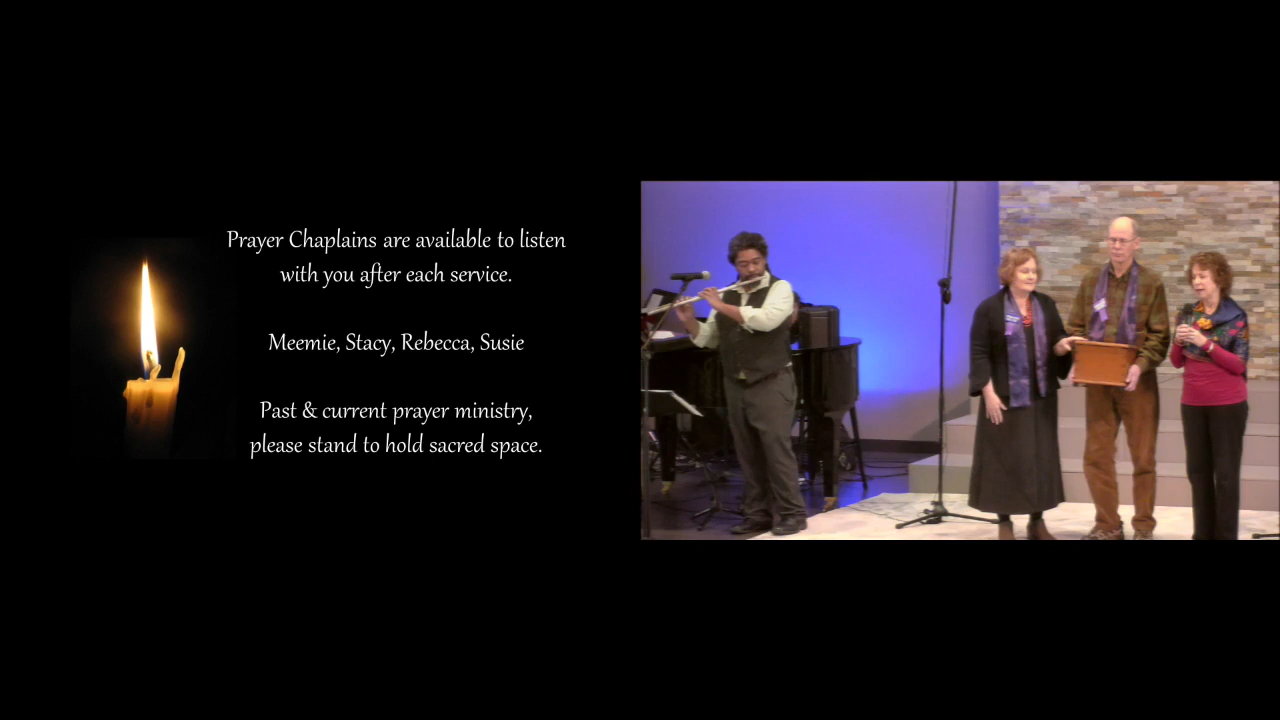 Prayer Chaplains are available to listen
with you after each service.
Meemie, Stacy, Rebecca, Susie
Past & current prayer ministry,
please stand to hold sacred space.